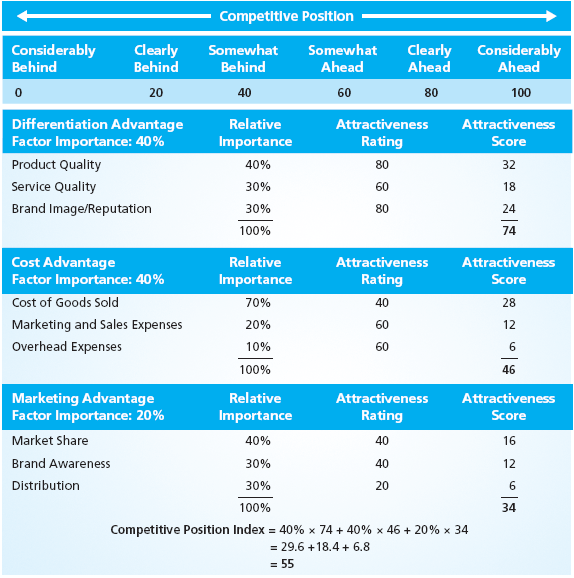 Competitive Position
Considerably Clearly Somewhat Somewhat Clearly Considerably
Behind Behind Behind Ahead Ahead Ahead
0 20 40 60 80 100
Differentiation Advantage Relative Attractiveness Attractiveness
Factor Importance: 40% Importance Rating Score
Product Quality 40% 80 32
Service Quality 30% 60 18
Brand Image/Reputation 30% 80 24
100% 74
Cost Advantage Relative Attractiveness Attractiveness
Factor Importance: 40% Importance Rating Score
Cost of Goods Sold 70% 40 28
Marketing and Sales Expenses 20% 60 12
Overhead Expenses 10% 60 6
100% 46
Marketing Advantage Relative Attractiveness Attractiveness
Factor Importance: 20% Importance Rating Score
Market Share 40% 40 16
Brand Awareness 30% 40 12
Distribution 30% 20 6
100% 34
Competitive Position Index = 40% × 74 + 40% × 46 + 20% × 34
= 29.6 +18.4 + 6.8
= 55